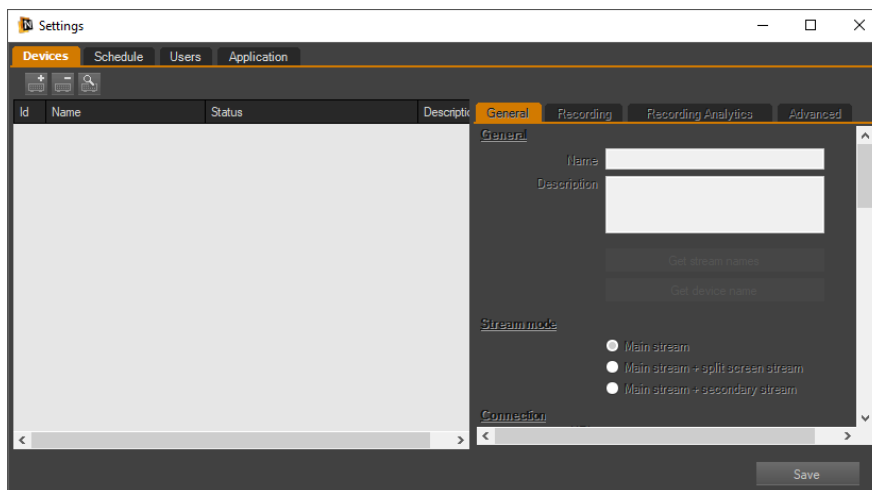 Settings
Devices Schedule Users Application
Id Name Status Descriptic
General Recording Recording Analytics Advanced
General
Name
Description
Get stream names
Get device name
Stream mode
Main stream
Main stream + split screen stream
Main stream + secondary stream
Connection
Save